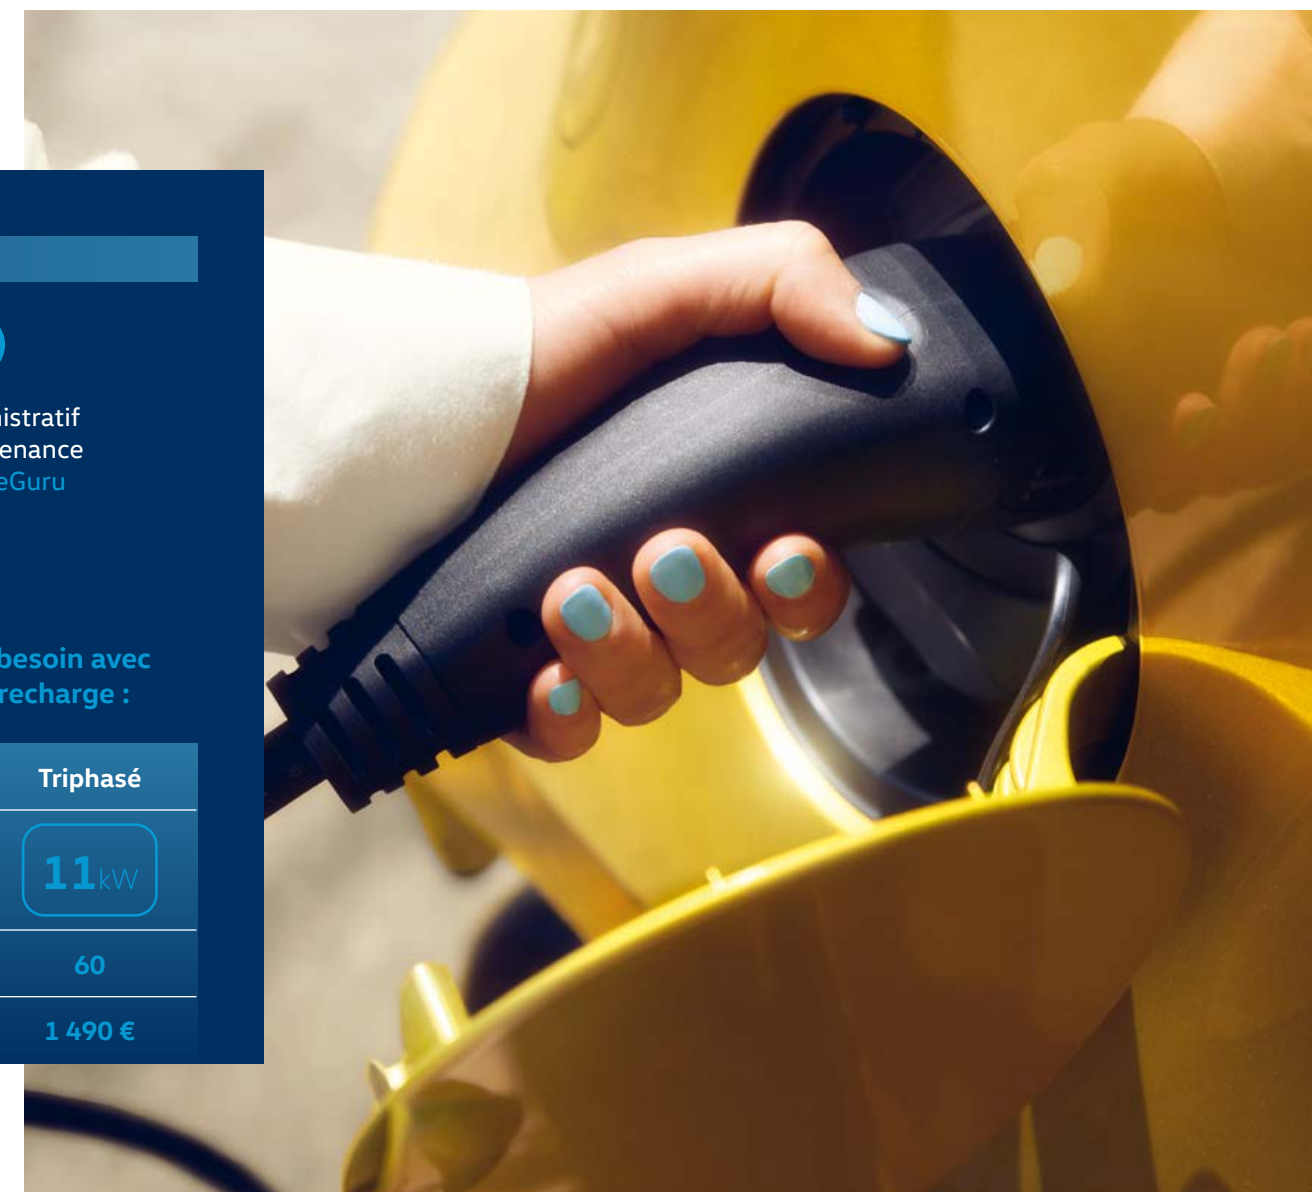 istratif
enance
eGuru
besoin avec
recharge :
Triphasé
11kW
60
1 490 €